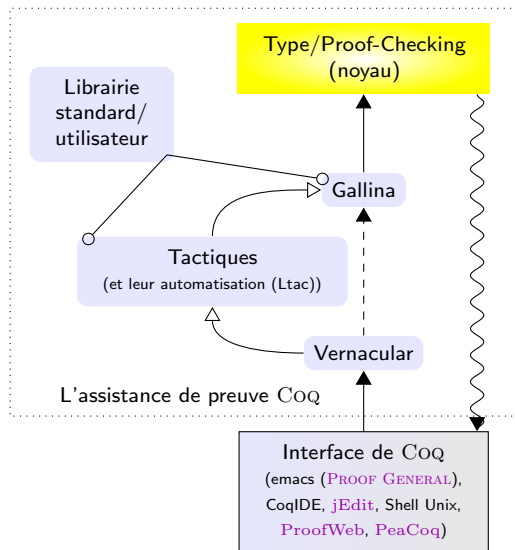 Type/Proof-Checking
(noyau)
Librairie
standard/
utilisateur
Gallina
Tactiques
(et leur automatisation (Ltac))
Vernacular
L'assistance de preuve COQ
Interface de COQ
(emacs (PROOF GENERAL),
CoqIDE, jEdit, Shell Unix,
ProofWeb, PeaCoq)